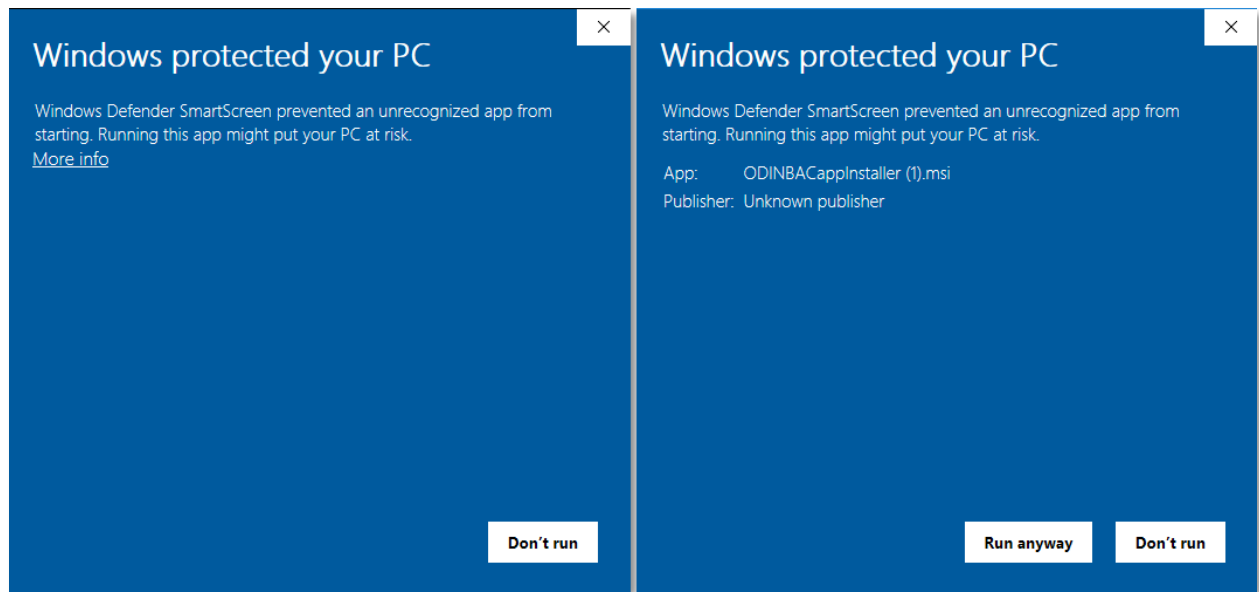 Windows protected your PC
Windows Defender SmartScreen prevented an unrecognized app from
starting. Running this app might put your PC at risk.
More info
Don't run
Windows protected your PC
Windows Defender SmartScreen prevented an unrecognized app from
starting. Running this app might put your PC at risk.
App: ODINBACappInstaller (1).msi
Publisher: Unknown publisher
Run anyway Don't run